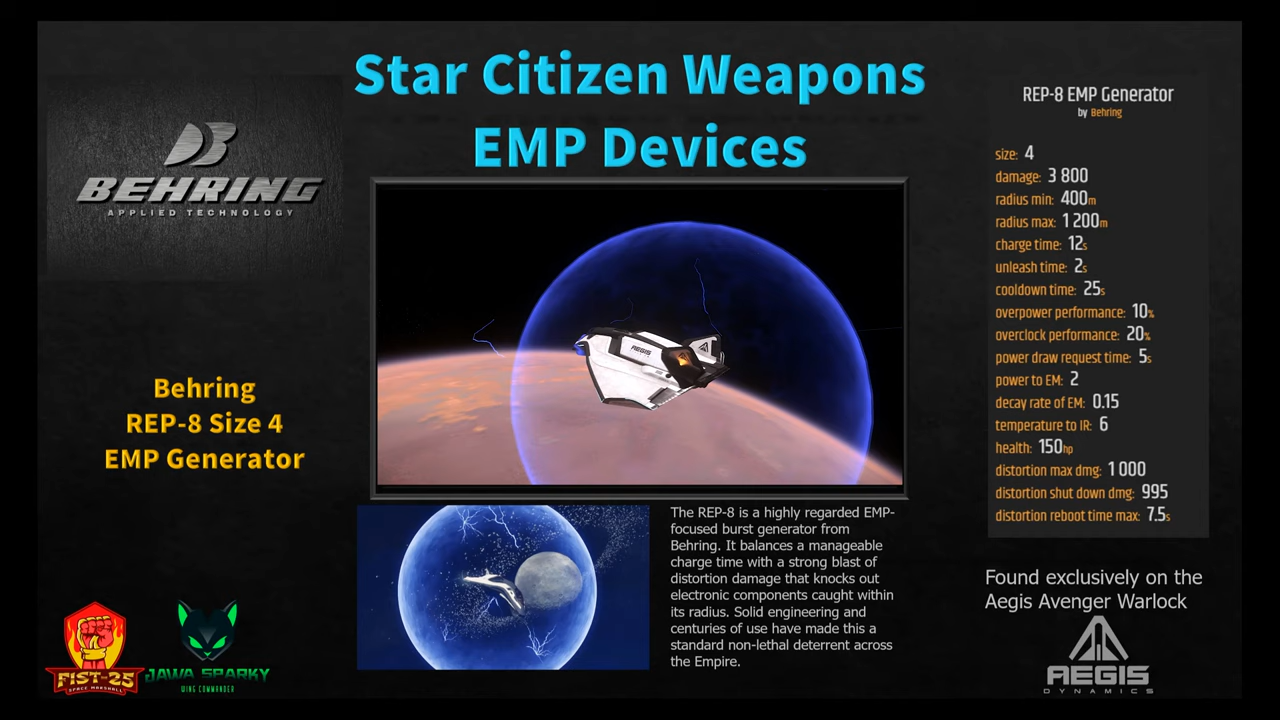 Star Citizen Weapons
EMP Devices
BEHRING
APPLIED TECHNOLOGY
Behring
REP-8 Size 4
EMP Generator
AEGIS
REP-8 EMP Generator
by Behring
size: 4
damage: 3 800
radius min: 400m
radius max: 1 200m
charge time: 12s
unleash time: 2s
cooldown time: 25s
overpower performance: 10%
overclock performance: 20%
power draw request time: 5s
power to EM: 2
decay rate of EM: 0.15
temperature to IR: 6
health: 150hp
distortion max dmg: 1 000
distortion shut down dmg: 995
distortion reboot time max: 7.5s
The REP-8 is a highly regarded EMP-
focused burst generator from
Behring. It balances a manageable
charge time with a strong blast of
distortion damage that knocks out
electronic components caught within
its radius. Solid engineering and
centuries of use have made this a
standard non-lethal deterrent across
the Empire.
Found exclusively on the
Aegis Avenger Warlock
AEGIS
DYNAMICS
FIST-25
SPACE MARSHALL
JAWA SPARKY
WING COMMANDER